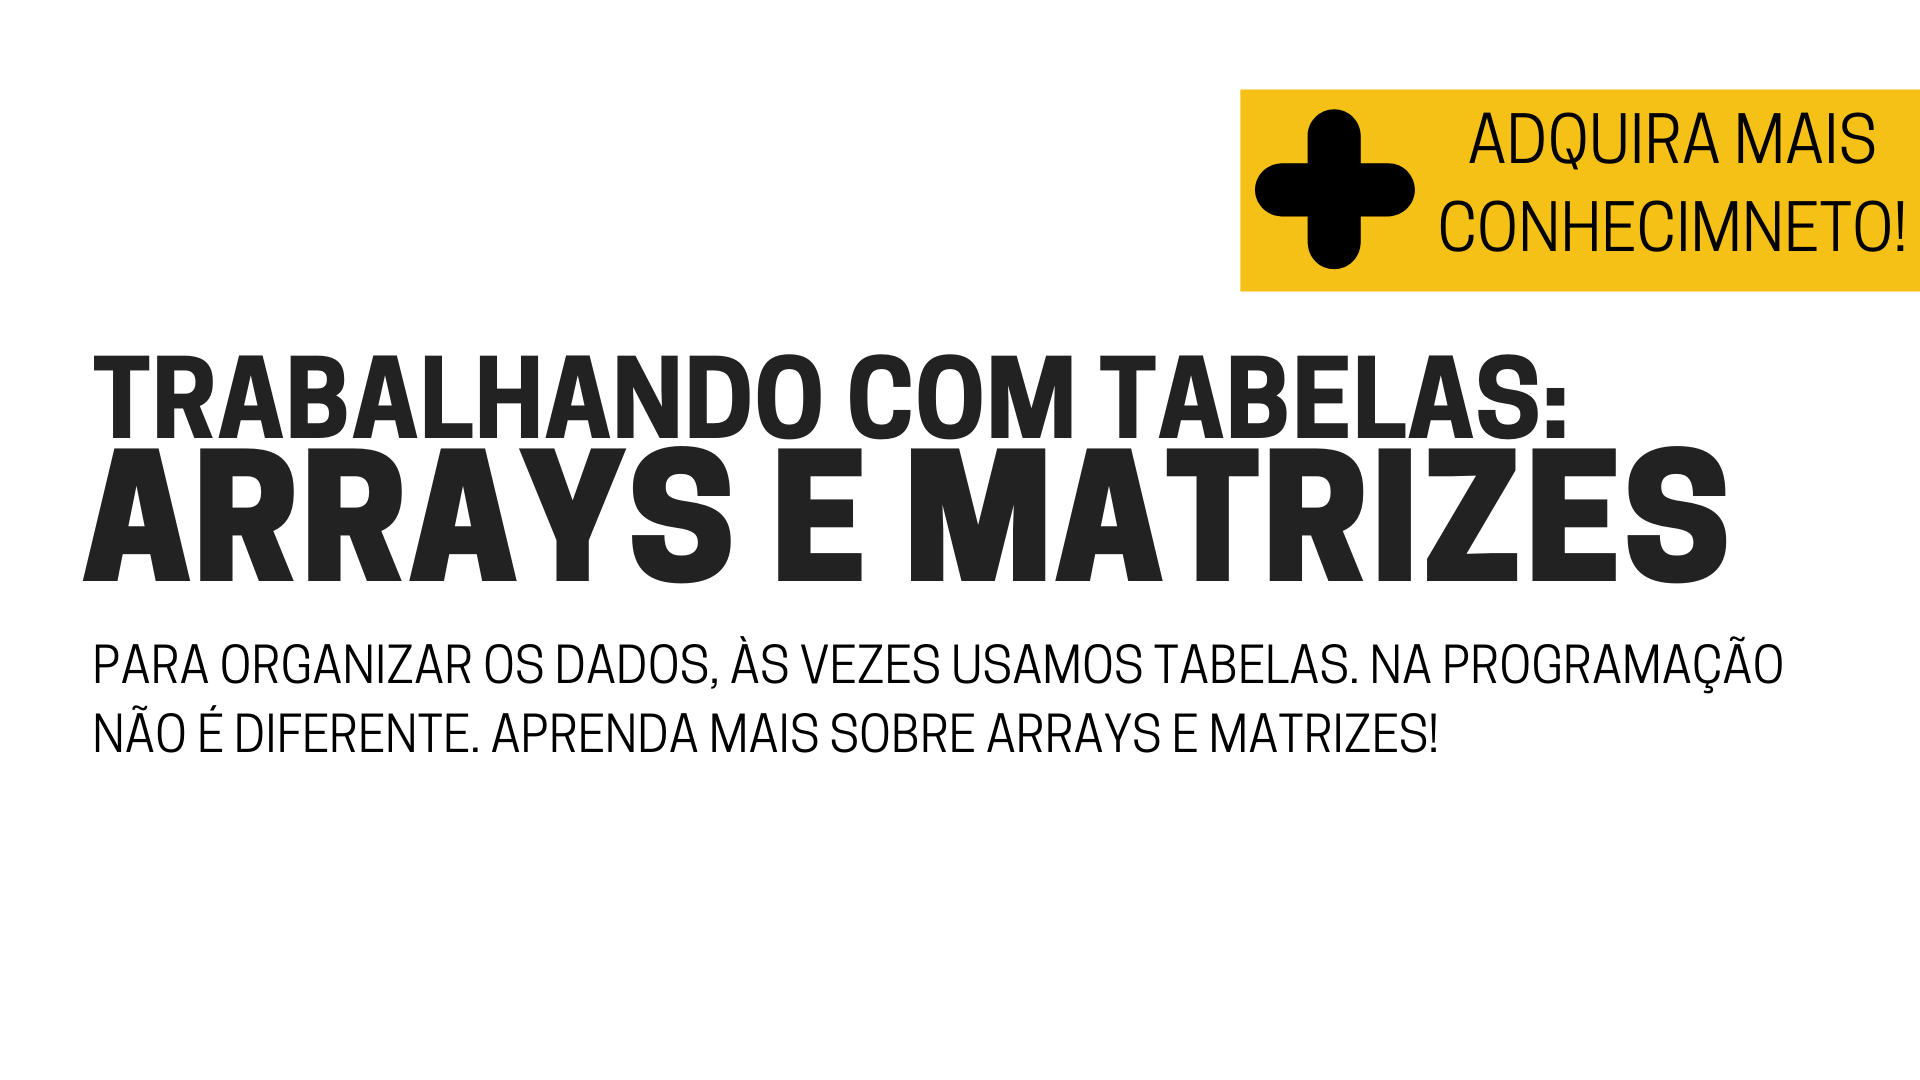 ADQUIRA MAIS
CONHECIMNETO!
TRABALHANDO COM TABELAS:
ARRAYS E MATRIZES
PARA ORGANIZAR OS DADOS, ÀS VEZES USAMOS TABELAS. NA PROGRAMAÇÃO
NÃO É DIFERENTE. APRENDA MAIS SOBRE ARRAYS E MATRIZES!